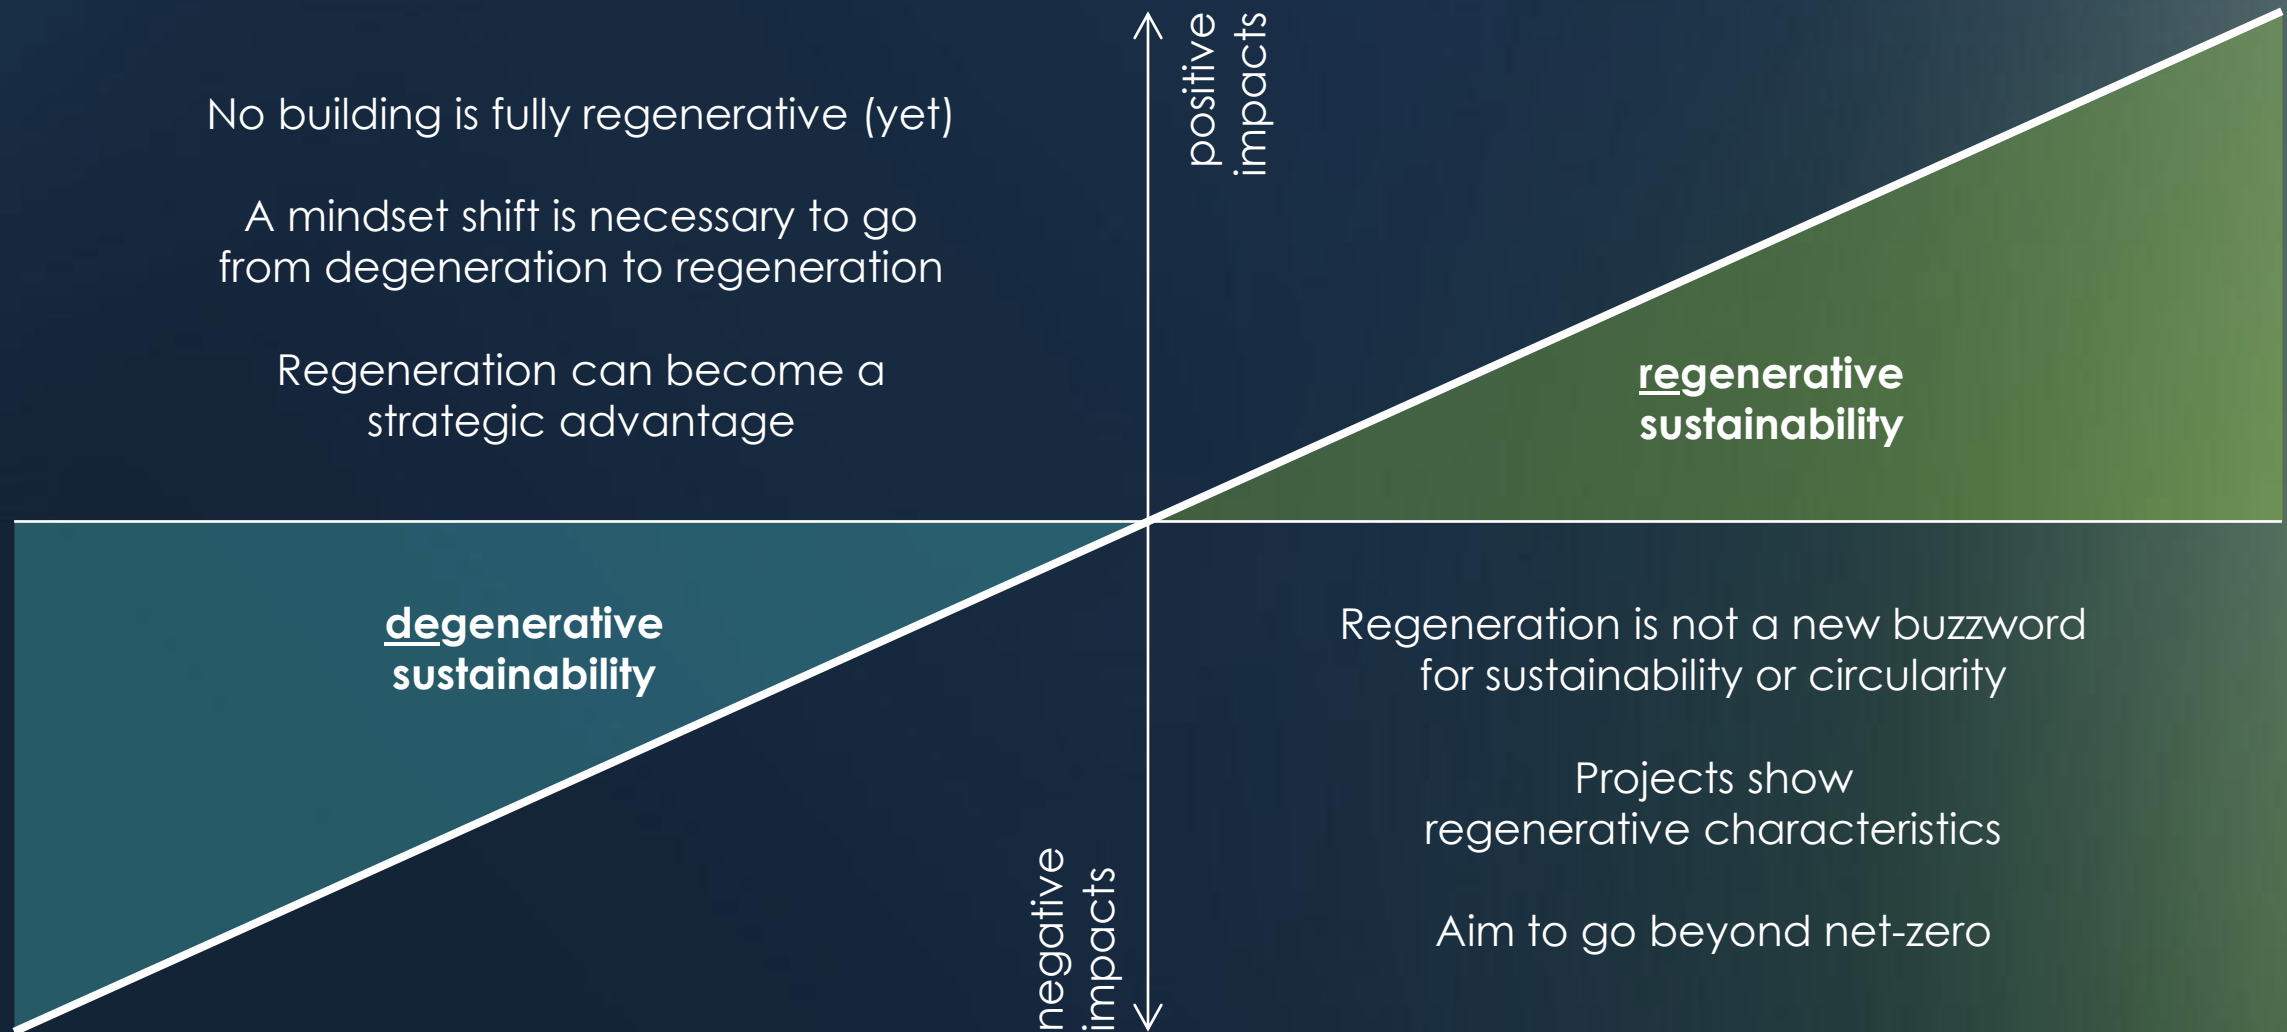 No building is fully regenerative (yet)
A mindset shift is necessary to go
from degeneration to regeneration
Regeneration can become a
strategic advantage
positive
impacts
regenerative
sustainability
degenerative
sustainability
negative
impacts
Regeneration is not a new buzzword
for sustainability or circularity
Projects show
regenerative characteristics
Aim to go beyond net-zero